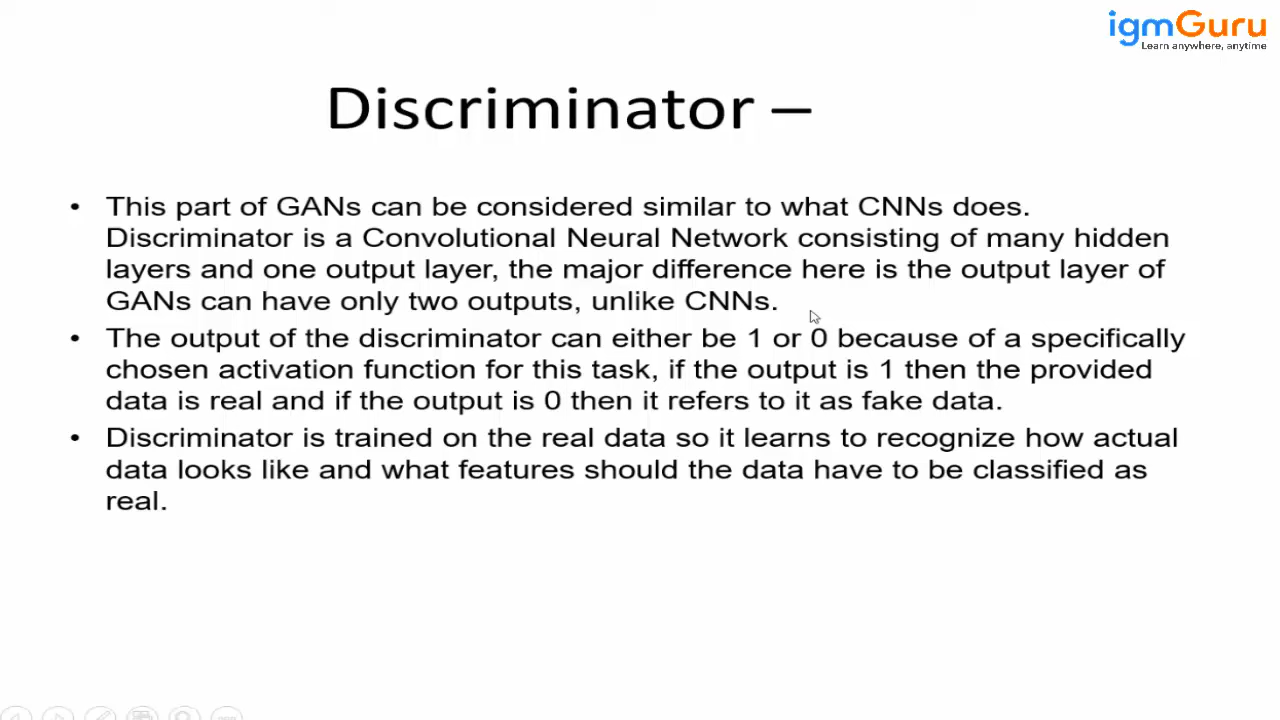 igmGuru
Learn anywhere, anytime
Discriminator –
• This part of GANs can be considered similar to what CNNs does.
Discriminator is a Convolutional Neural Network consisting of many hidden
layers and one output layer, the major difference here is the output layer of
GANs can have only two outputs, unlike CNNs.
• The output of the discriminator can either be 1 or 0 because of a specifically
chosen activation function for this task, if the output is 1 then the provided
data is real and if the output is 0 then it refers to it as fake data.
• Discriminator is trained on the real data so it learns to recognize how actual
data looks like and what features should the data have to be classified as
real.